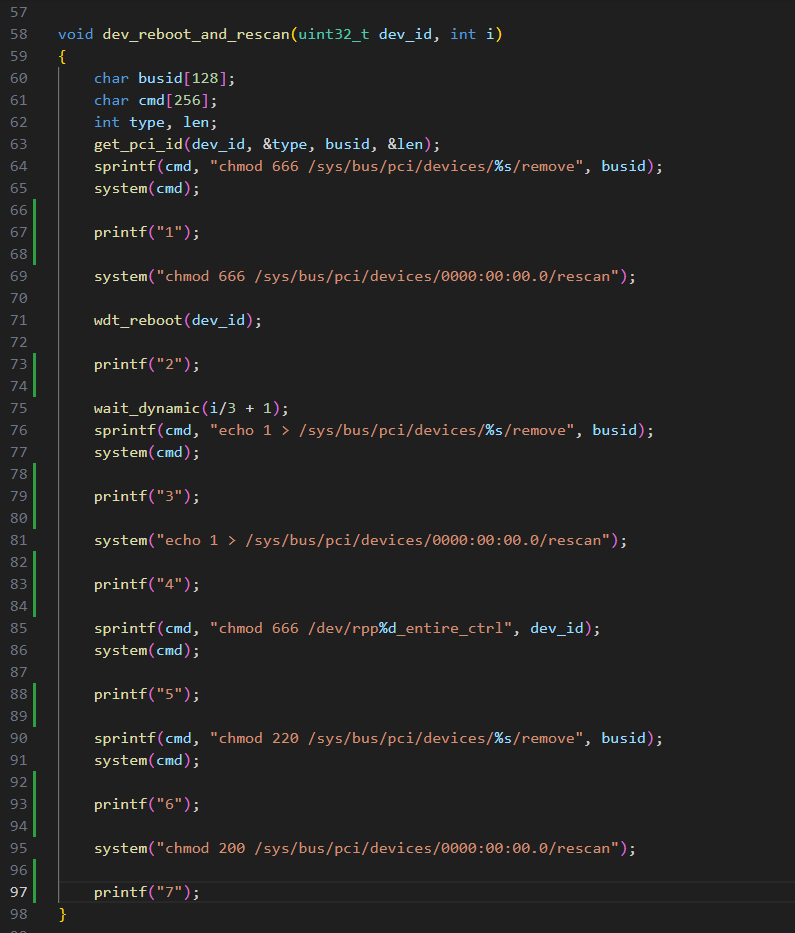 57
58 void dev_reboot_and_rescan(uint32_t dev_id, int i)
59 {
60     char busid[128];
61     char cmd[256];
62     int type, len;
63     get_pci_id(dev_id, &type, busid, &len);
64     sprintf(cmd, "chmod 666 /sys/bus/pci/devices/%s/remove", busid);
65     system(cmd);
66
67     printf("1");
68
69     system("chmod 666 /sys/bus/pci/devices/0000:00:00.0/rescan");
70
71     wdt_reboot(dev_id);
72
73     printf("2");
74
75     wait_dynamic(i/3 + 1);
76     sprintf(cmd, "echo 1 > /sys/bus/pci/devices/%s/remove", busid);
77     system(cmd);
78
79     printf("3");
80
81     system("echo 1 > /sys/bus/pci/devices/0000:00:00.0/rescan");
82
83     printf("4");
84
85     sprintf(cmd, "chmod 666 /dev/rpp%d_entire_ctrl", dev_id);
86     system(cmd);
87
88     printf("5");
89
90     sprintf(cmd, "chmod 220 /sys/bus/pci/devices/%s/remove", busid);
91     system(cmd);
92
93     printf("6");
94
95     system("chmod 200 /sys/bus/pci/devices/0000:00:00.0/rescan");
96
97     printf("7");
98 }